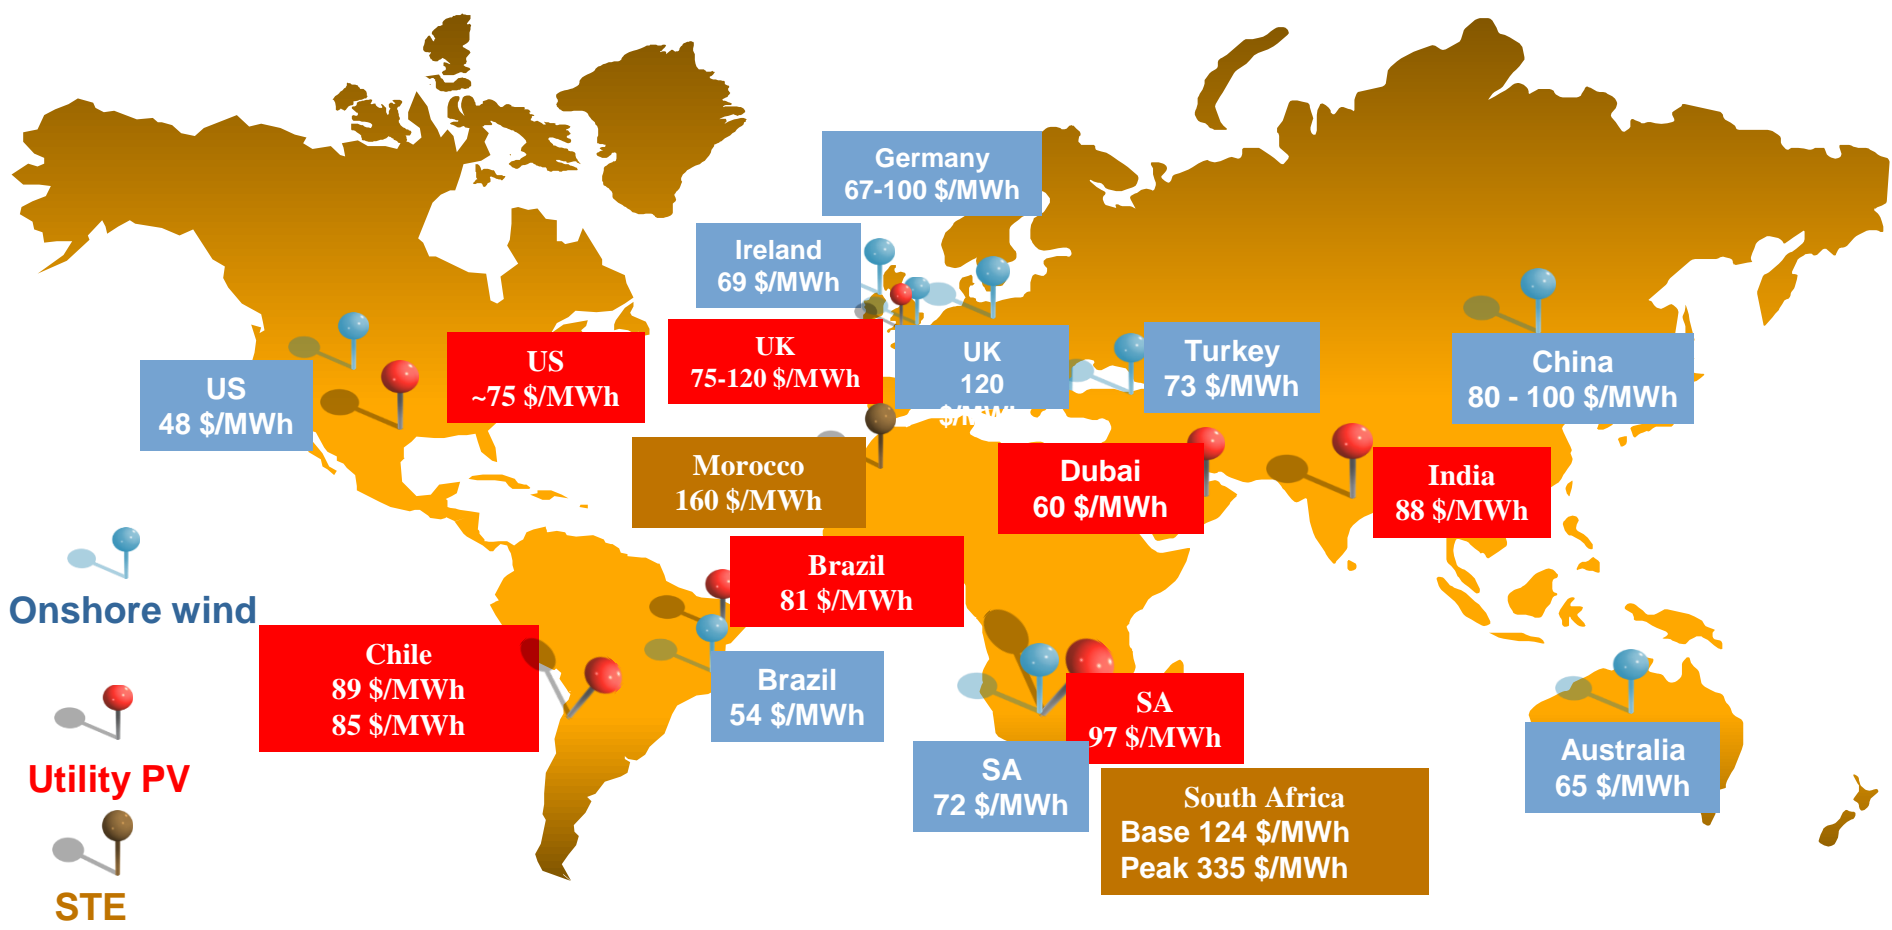 Germany
67-100 $/MWh
Ireland
69 $/MWh
US
48 $/MWh
US
~75 $/MWh
UK
75-120 $/MWh
UK
120
$/MWh
Turkey
73 $/MWh
China
80 - 100 $/MWh
Morocco
160 $/MWh
Dubai
60 $/MWh
India
88 $/MWh
Brazil
81 $/MWh
Onshore wind
Chile
89 $/MWh
85 $/MWh
Brazil
54 $/MWh
SA
97 $/MWh
SA
72 $/MWh
Australia
65 $/MWh
Utility PV
South Africa
Base 124 $/MWh
Peak 335 $/MWh
STE